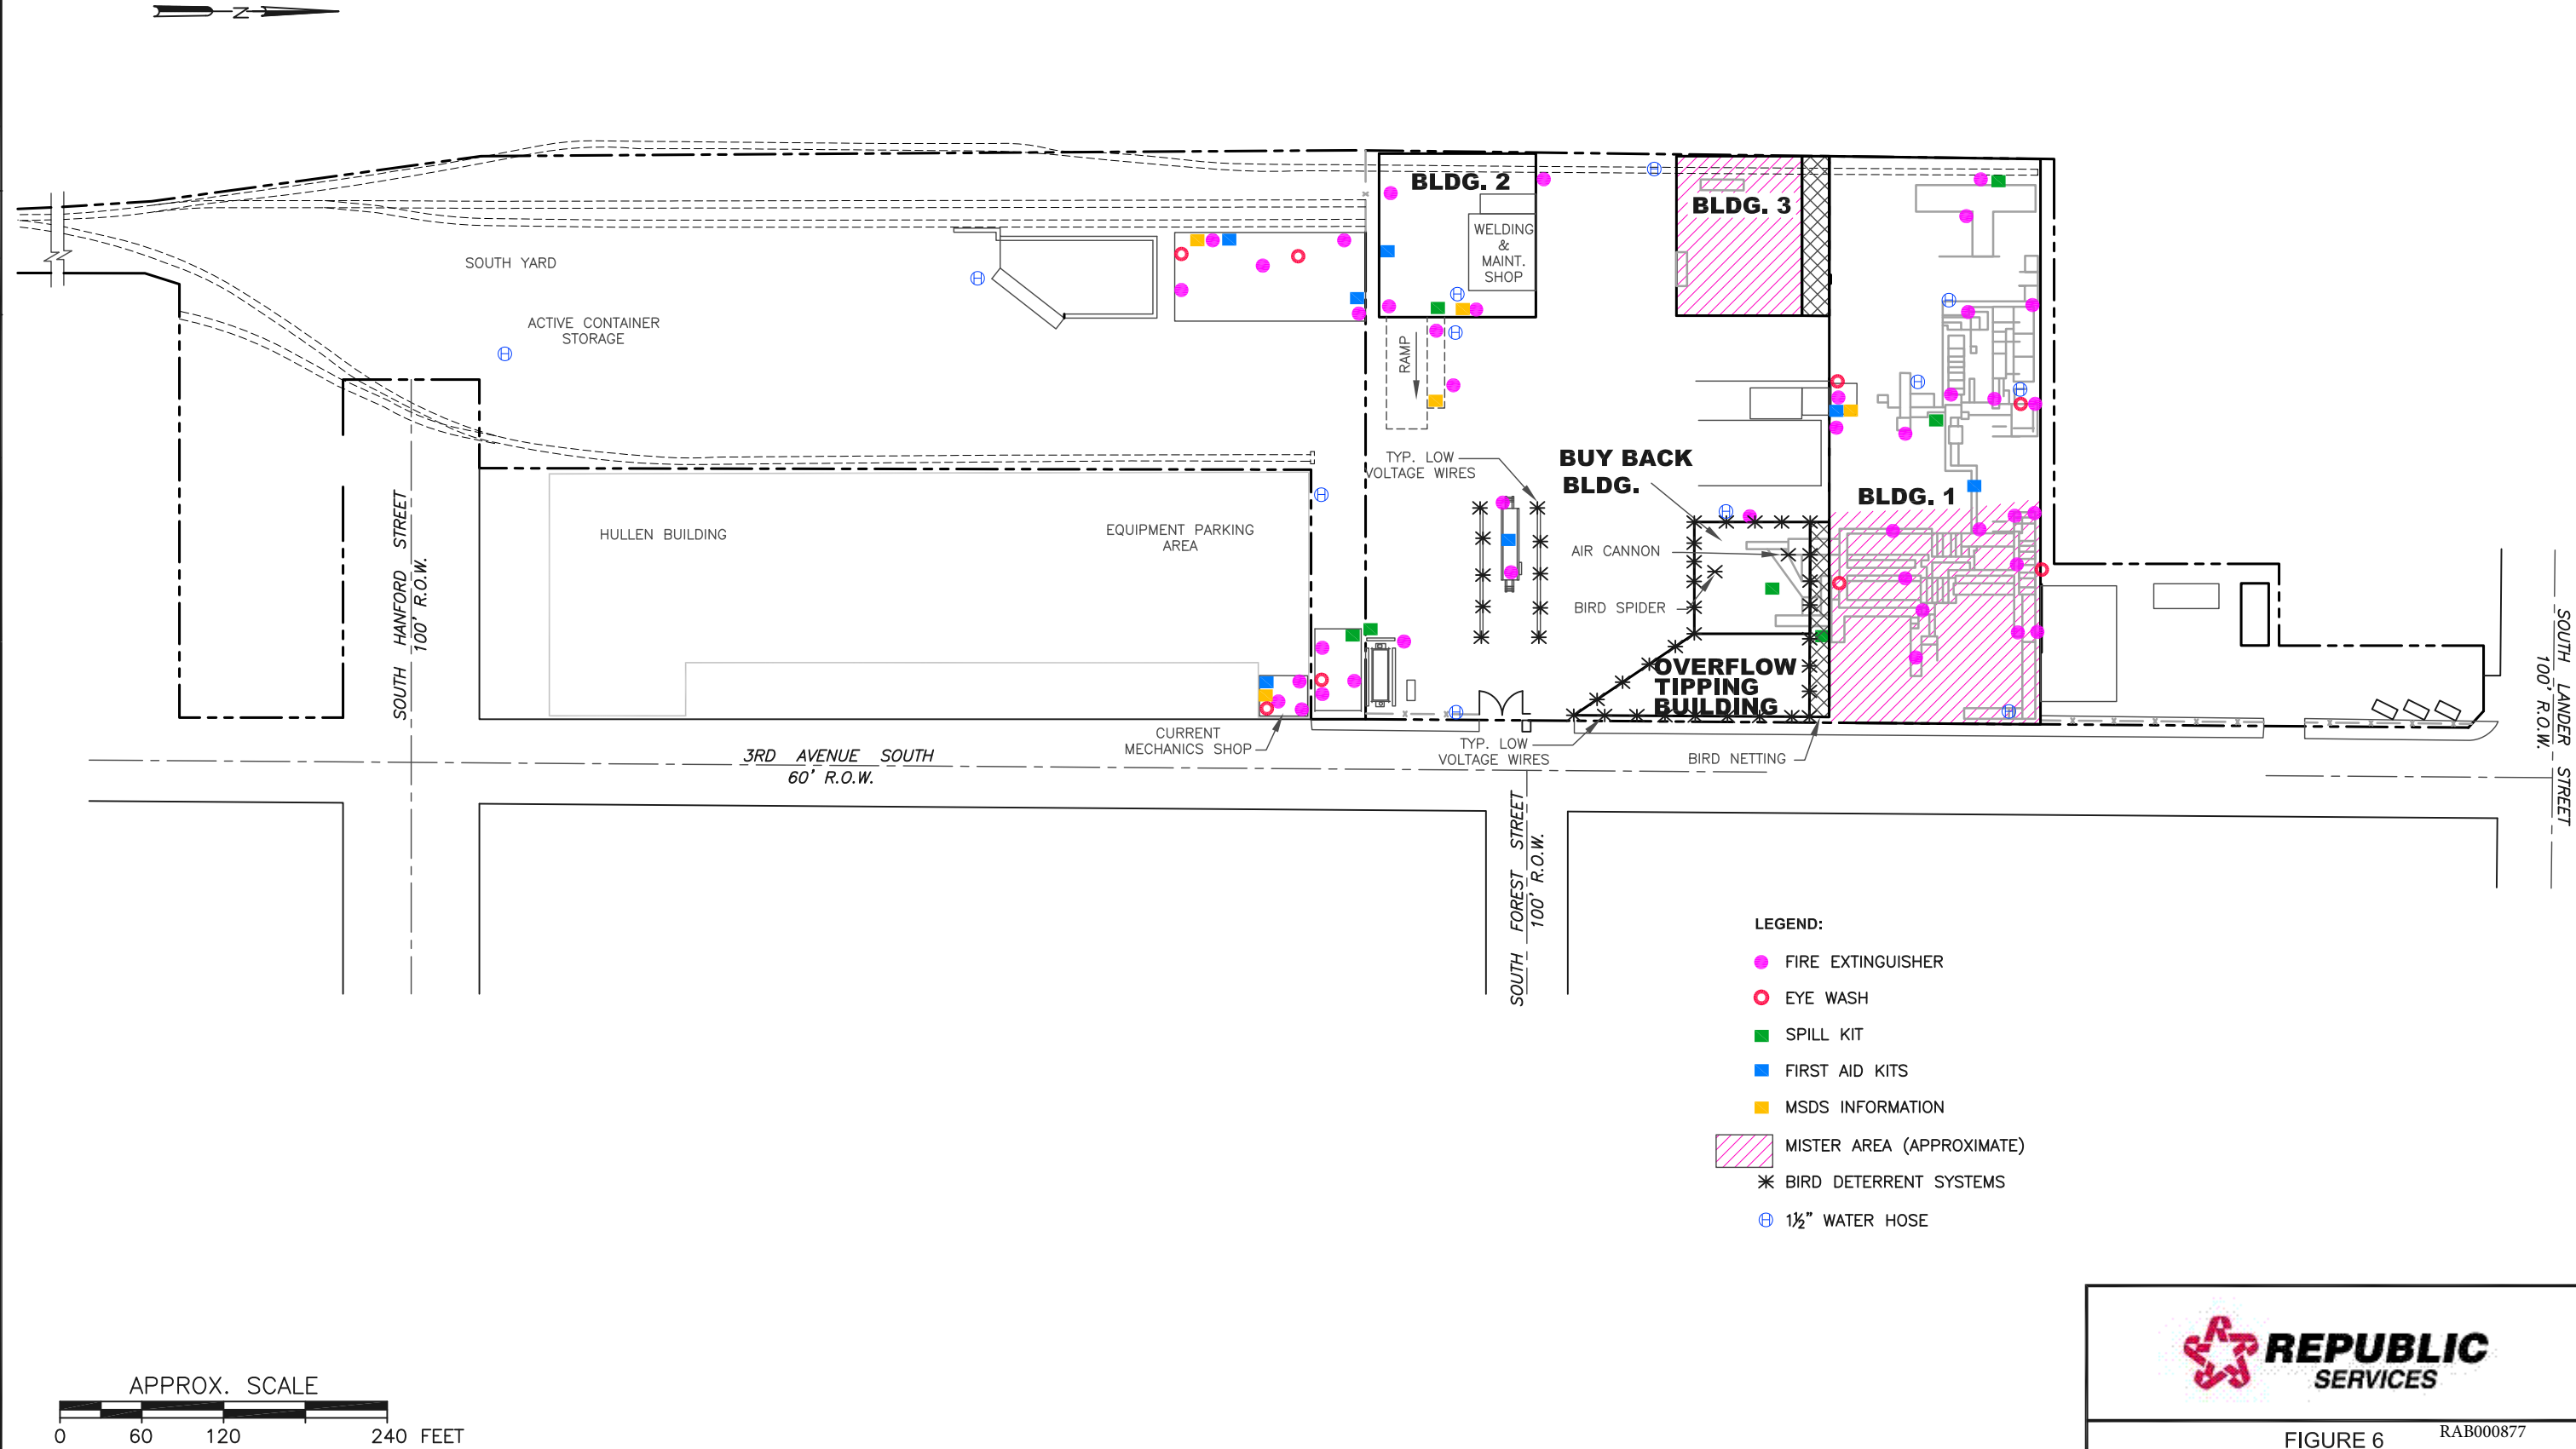 N
BLDG. 2
BLDG. 3
WELDING
&
MAINT.
SHOP
SOUTH YARD
ACTIVE CONTAINER
STORAGE
RAMP
TYP. LOW
VOLTAGE WIRES
BUY BACK
BLDG.
BLDG. 1
HULLEN BUILDING
EQUIPMENT PARKING
AREA
AIR CANNON
BIRD SPIDER
SOUTH HANFORD STREET
100' R.O.W.
OVERFLOW
TIPPING
BUILDING
CURRENT
MECHANICS SHOP
TYP. LOW
VOLTAGE WIRES
BIRD NETTING
3RD AVENUE SOUTH
60' R.O.W.
SOUTH FOREST STREET
100' R.O.W.
SOUTH LANDER STREET
100' R.O.W.
LEGEND:
FIRE EXTINGUISHER
EYE WASH
SPILL KIT
FIRST AID KITS
MSDS INFORMATION
MISTER AREA (APPROXIMATE)
BIRD DETERRENT SYSTEMS
H 1½" WATER HOSE
APPROX. SCALE
0 60 120 240 FEET
REPUBLIC
SERVICES
FIGURE 6
RAB000877